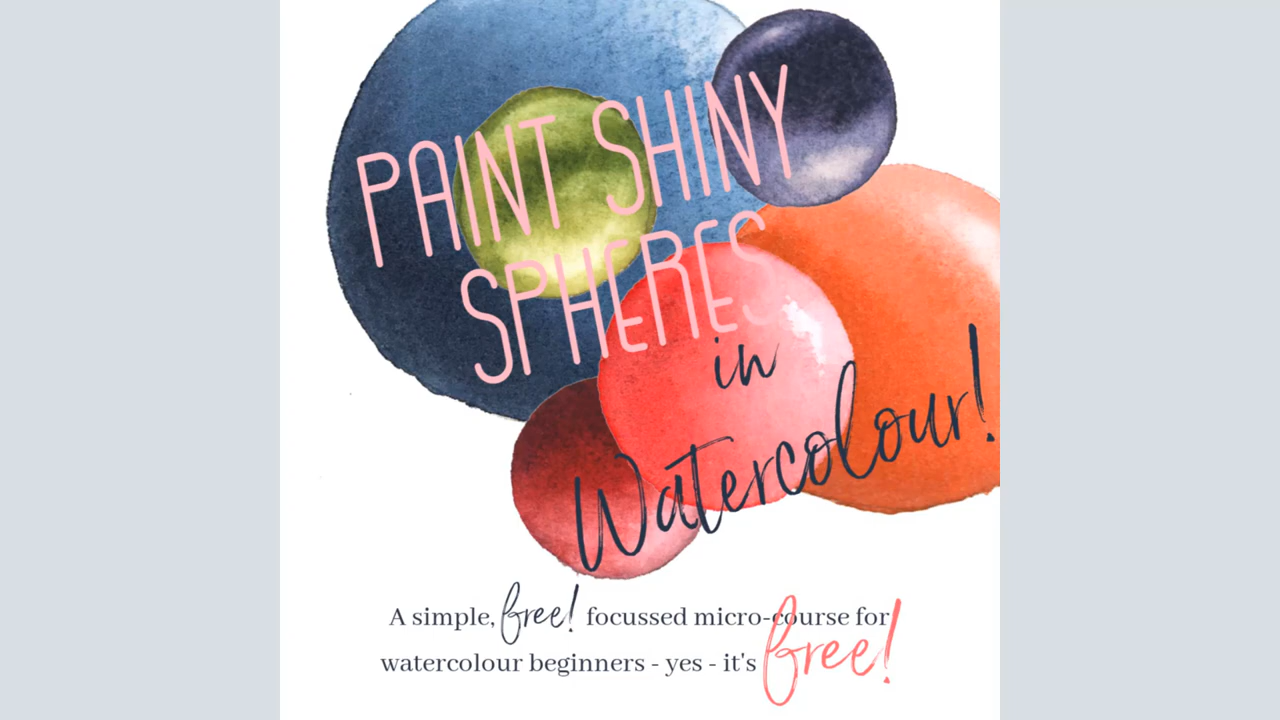 PAINT SHINY
SPHERES
in
Watercolour!
A simple, free! focussed micro-course for
watercolour beginners - yes - it's free!